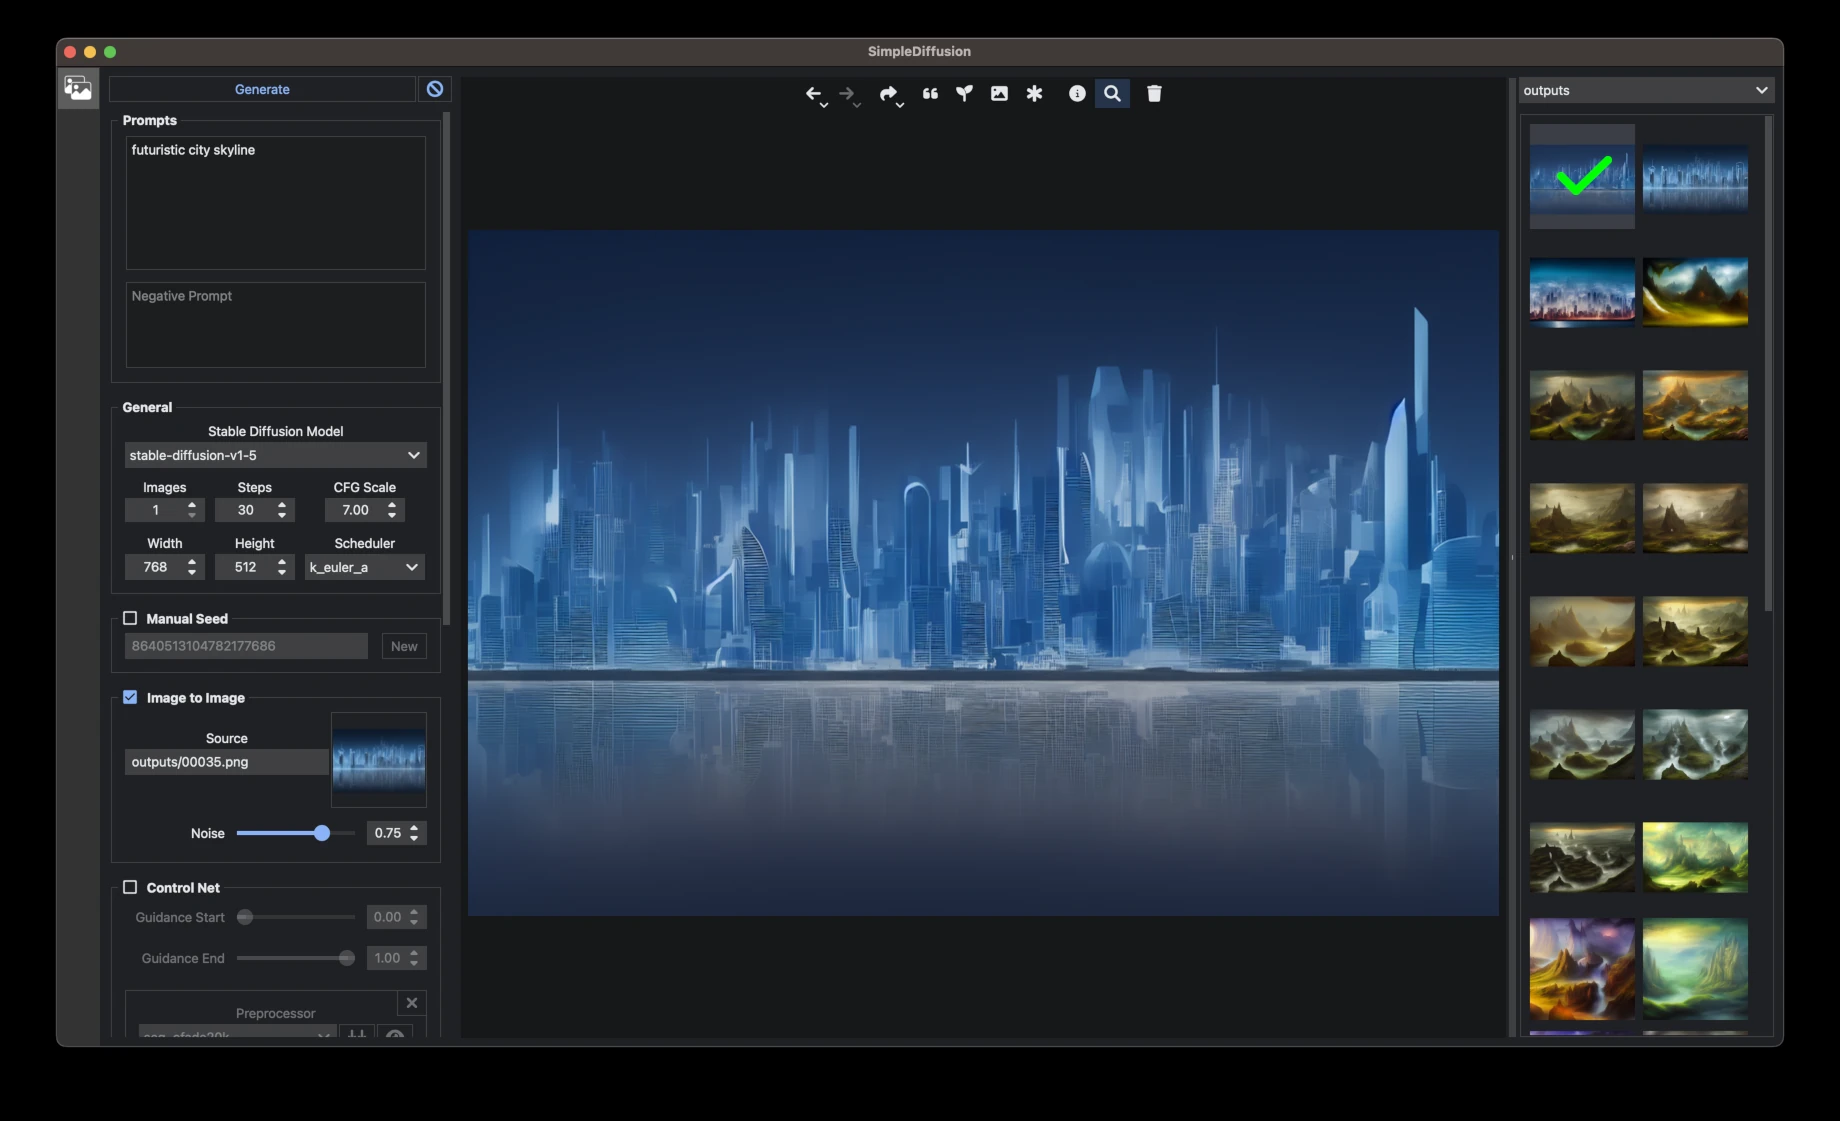 SimpleDiffusion
Generate
Prompts
futuristic city skyline
Negative Prompt
General
Stable Diffusion Model
stable-diffusion-v1-5
Images Steps CFG Scale
1 30 7.00
Width Height Scheduler
768 512 k_euler_a
Manual Seed
8640513104782177686 New
Image to Image
Source
outputs/00035.png
Noise 0.75
Control Net
Guidance Start 0.00
Guidance End 1.00
Preprocessor
outputs